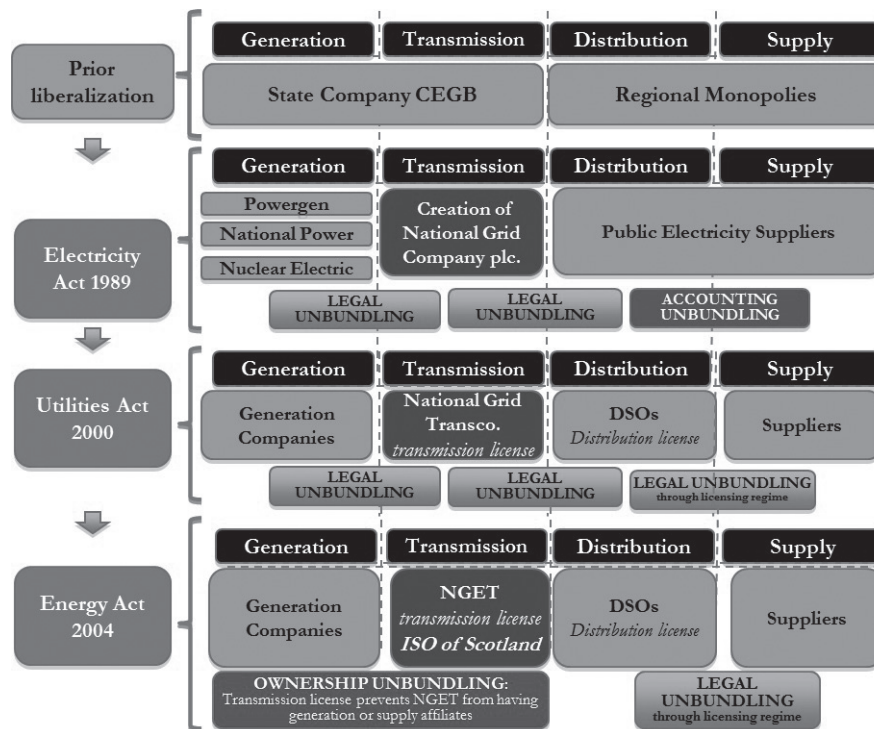 Generation Transmission Distribution Supply
Prior
liberalization
State Company CEGB Regional Monopolies
Generation Transmission Distribution Supply
Electricity
Act 1989
Powergen
National Power
Nuclear Electric
Creation of
National Grid
Company plc.
Public Electricity Suppliers
LEGAL
UNBUNDLING
LEGAL
UNBUNDLING
ACCOUNTING
UNBUNDLING
Generation Transmission Distribution Supply
Utilities Act
2000
Generation
Companies
National Grid
Transco.
transmission license
DSOs
Distribution license
Suppliers
LEGAL
UNBUNDLING
LEGAL
UNBUNDLING
LEGAL UNBUNDLING
through licensing regime
Generation Transmission Distribution Supply
Energy Act
2004
Generation
Companies
NGET
transmission license
ISO of Scotland
DSOs
Distribution license
Suppliers
OWNERSHIP UNBUNDLING:
Transmission license prevents NGET from having
generation or supply affiliates
LEGAL
UNBUNDLING
through licensing regime